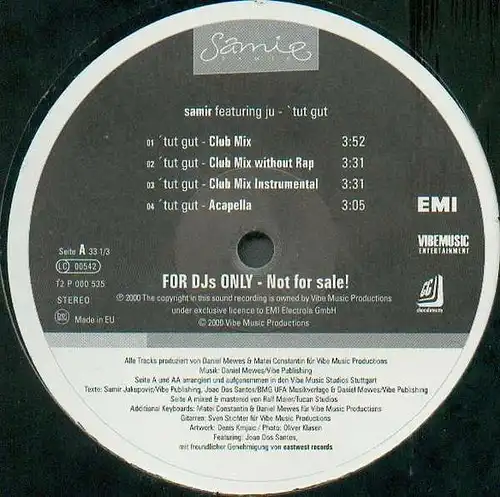 Samir
SAMIR
samir featuring ju - ´tut gut
01 ´tut gut - Club Mix 3:52
02 ´tut gut - Club Mix without Rap 3:31
03 ´tut gut - Club Mix Instrumental 3:31
04 ´tut gut - Acapella 3:05
EMI
VIBEMUSIC
ENTERTAINMENT
Seite A 33 1/3
LC 00542
12 P 000 535
STEREO
Made in EU
FOR DJs ONLY - Not for sale!
℗ 2000 The copyright in this sound recording is owned by Vibe Music Productions
under exclusive licence to EMI Electrola GmbH
© 2000 Vibe Music Productions
Alle Tracks produziert von Daniel Mewes & Matei Constantin für Vibe Music Productions
Musik: Daniel Mewes/Vibe Publishing
Seite A und AA arrangiert und aufgenommen in den Vibe Music Studios Stuttgart
Texte: Samir Jakupovic/Vibe Publishing, Joao Dos Santos/BMG UFA Musikverlage & Daniel Mewes/Vibe Publishing
Seite A mixed & mastered von Ralf Maier/Tucan Studios
Additional Keyboards: Matei Constantin & Daniel Mewes für Vibe Music Productions
Gitarren: Sven Stichter für Vibe Music Productions
Artwork: Denis Krnjaic / Photo: Oliver Klasen
Featuring: Joao Dos Santos,
mit freundlicher Genehmigung von eastwest records